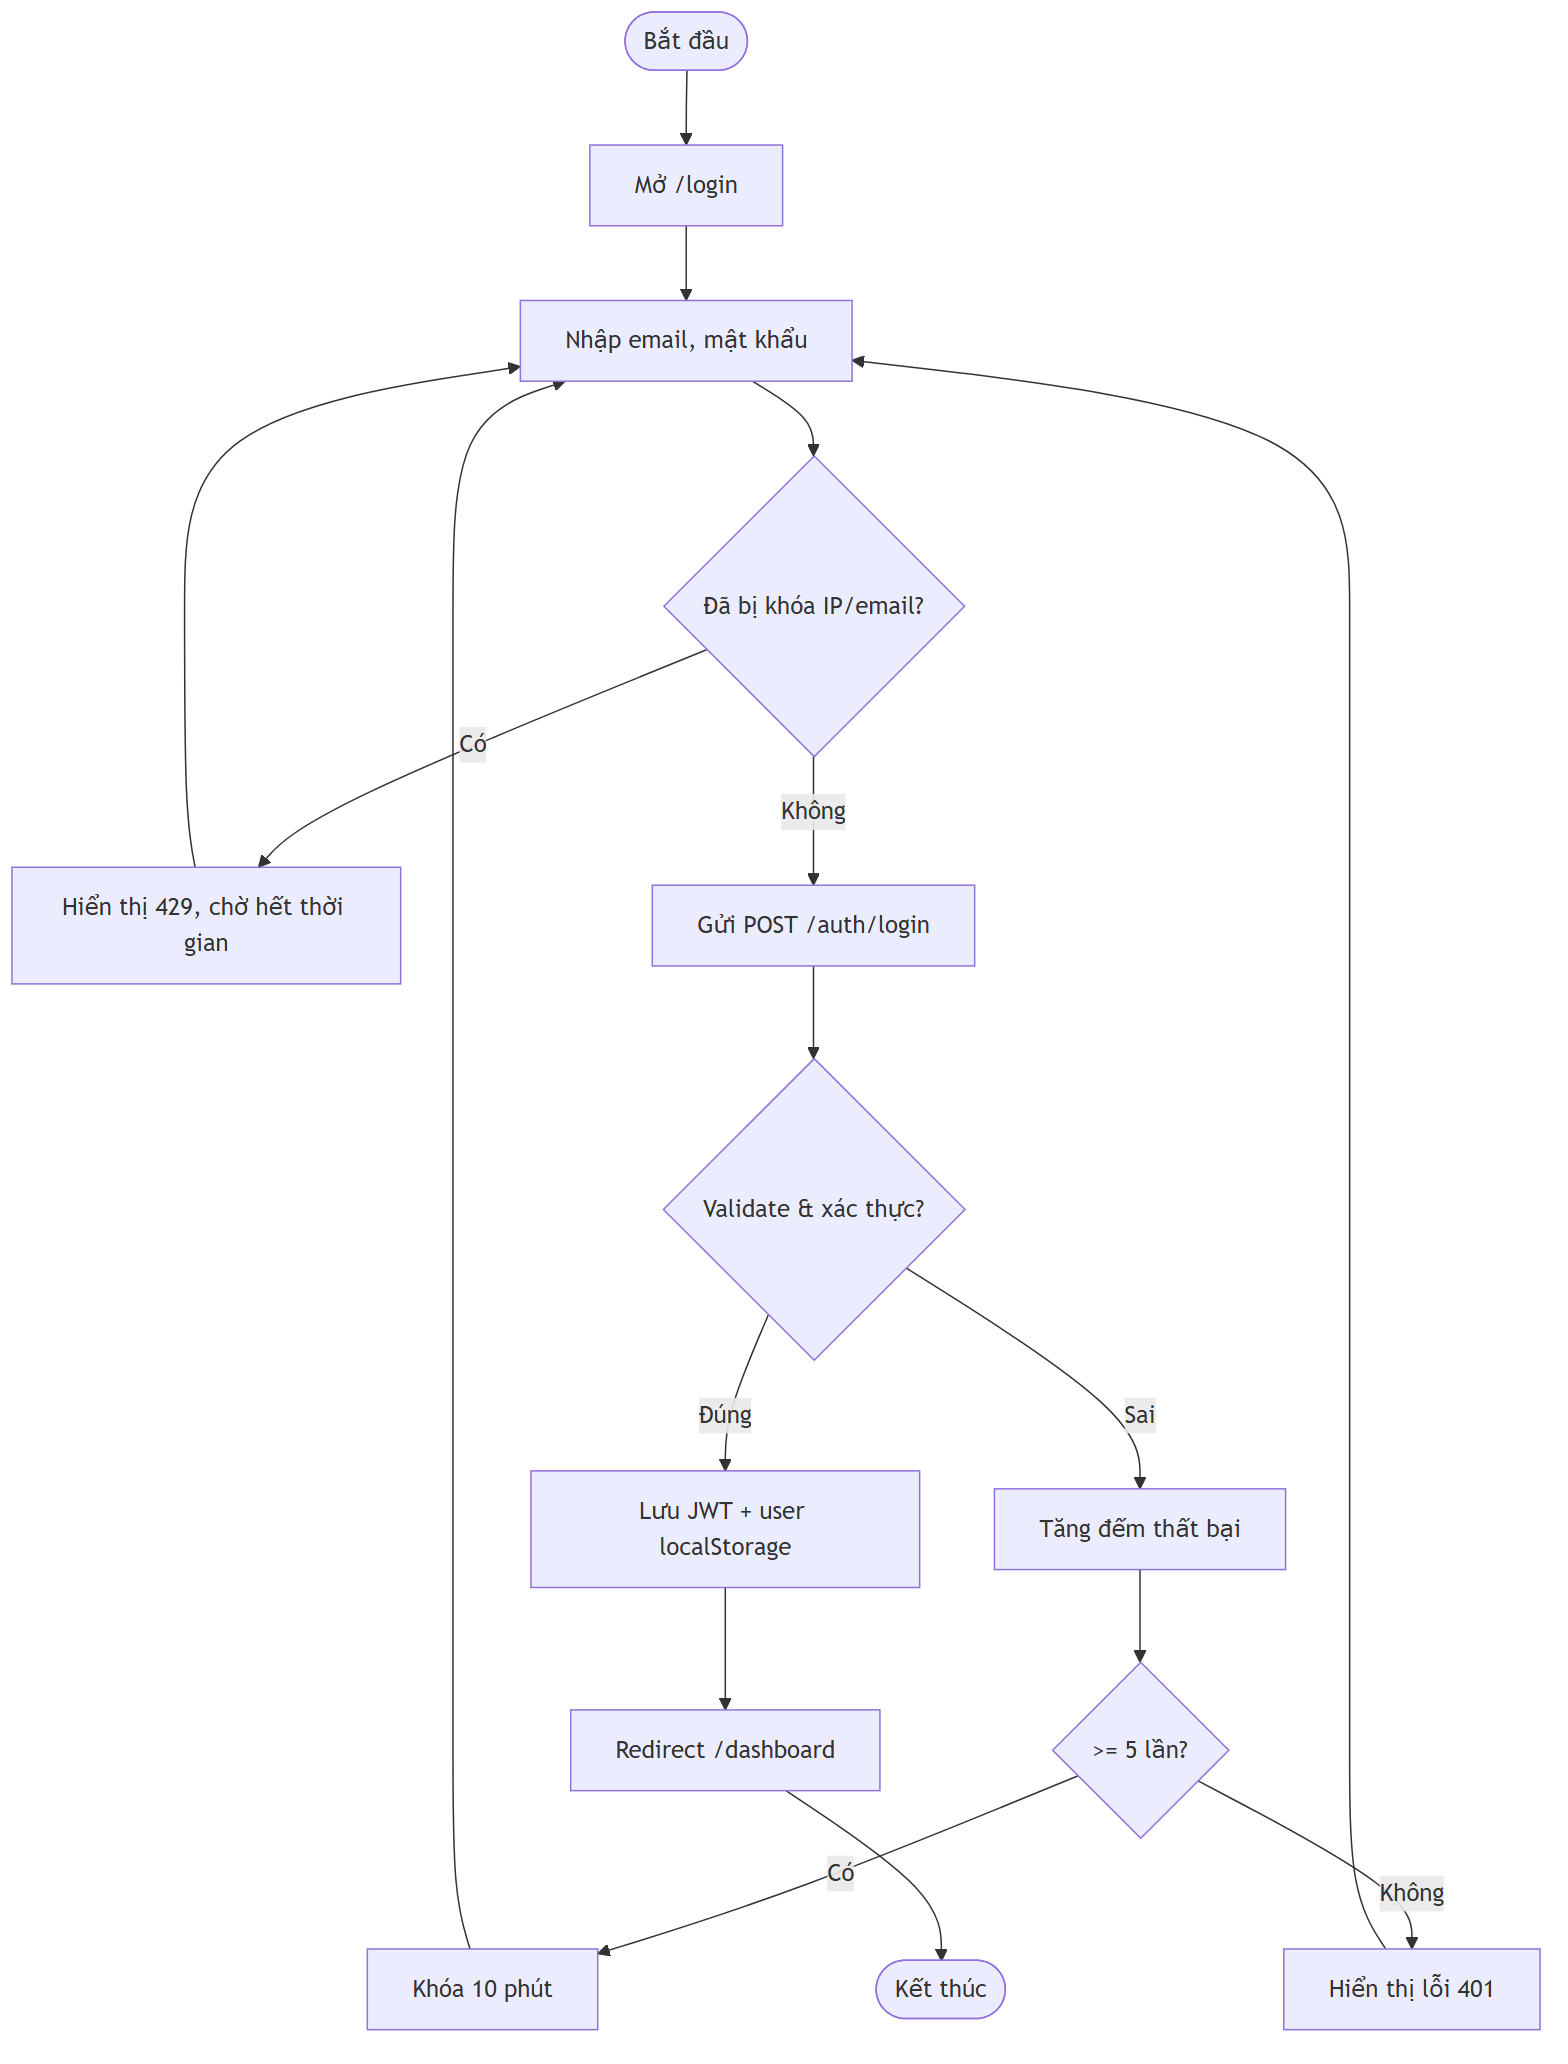 Bắt đầu
Mở /login
Nhập email, mật khẩu
Đã bị khóa IP/email?
Có
Không
Hiển thị 429, chờ hết thời
gian
Gửi POST /auth/login
Validate & xác thực?
Đúng
Sai
Lưu JWT + user
localStorage
Tăng đếm thất bại
Redirect /dashboard
>= 5 lần?
Có
Không
Khóa 10 phút
Kết thúc
Hiển thị lỗi 401